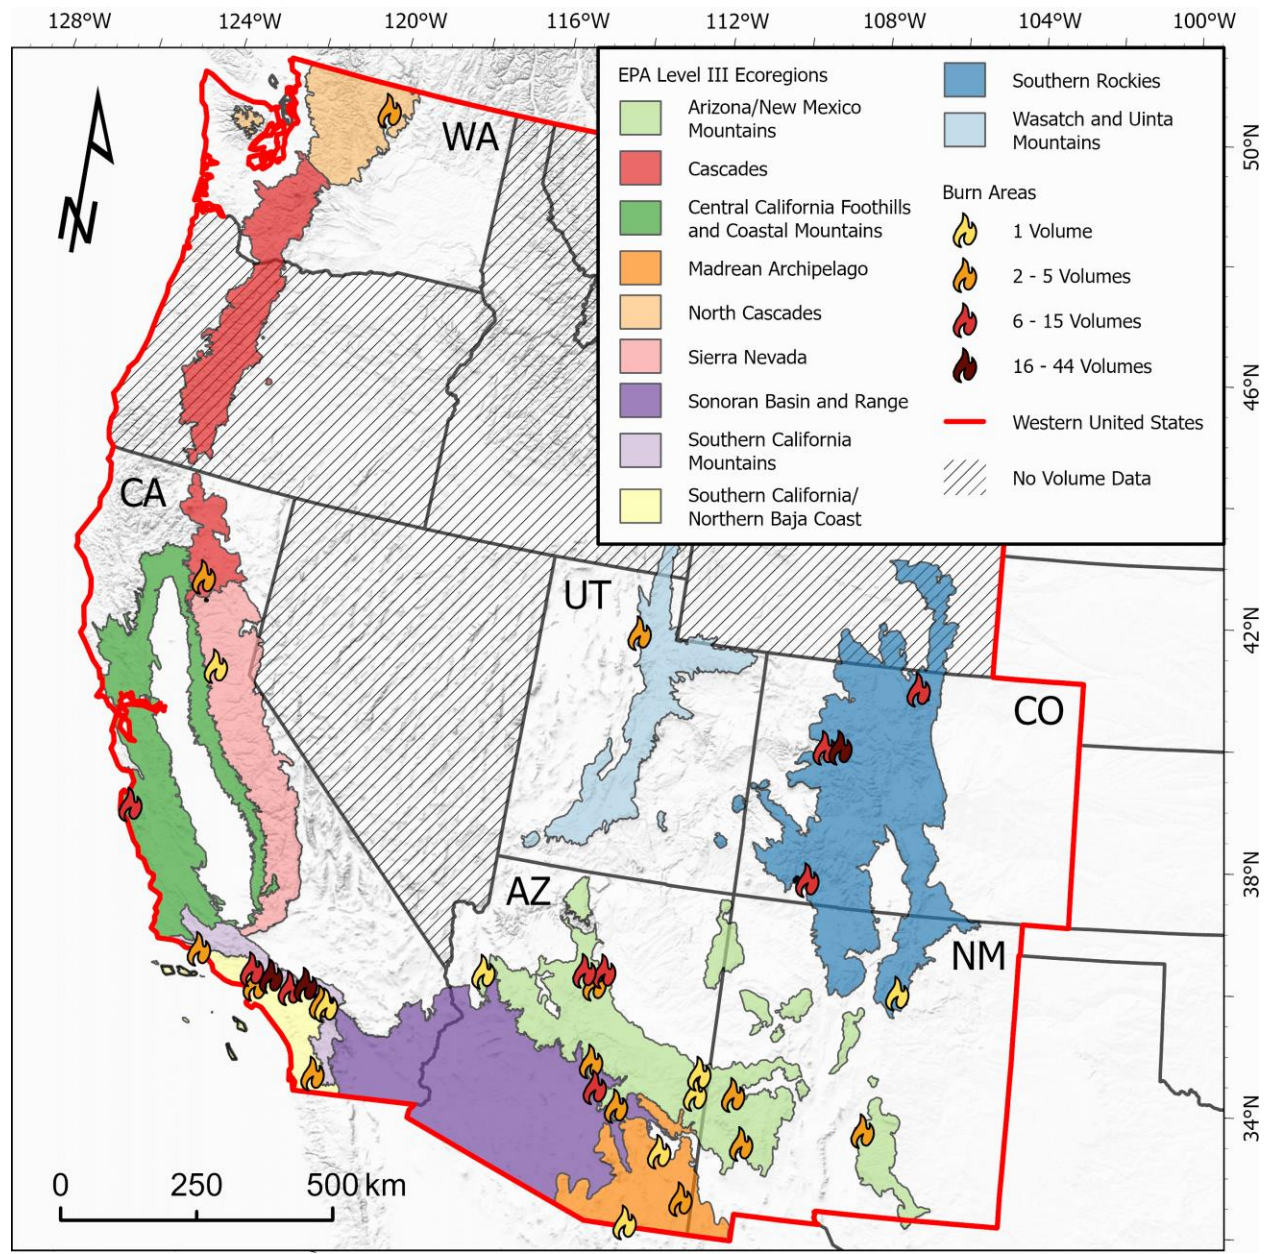 128°W 124°W 120°W 116°W 112°W 108°W 104°W 100°W
EPA Level III Ecoregions
Arizona/New Mexico
Mountains
Cascades
Central California Foothills
and Coastal Mountains
Madrean Archipelago
North Cascades
Sierra Nevada
Sonoran Basin and Range
Southern California
Mountains
Southern California/
Northern Baja Coast
Southern Rockies
Wasatch and Uinta
Mountains
Burn Areas
1 Volume
2 - 5 Volumes
6 - 15 Volumes
16 - 44 Volumes
Western United States
No Volume Data
N
WA
CA
UT
CO
AZ
NM
50°N
46°N
42°N
38°N
34°N
0 250 500 km